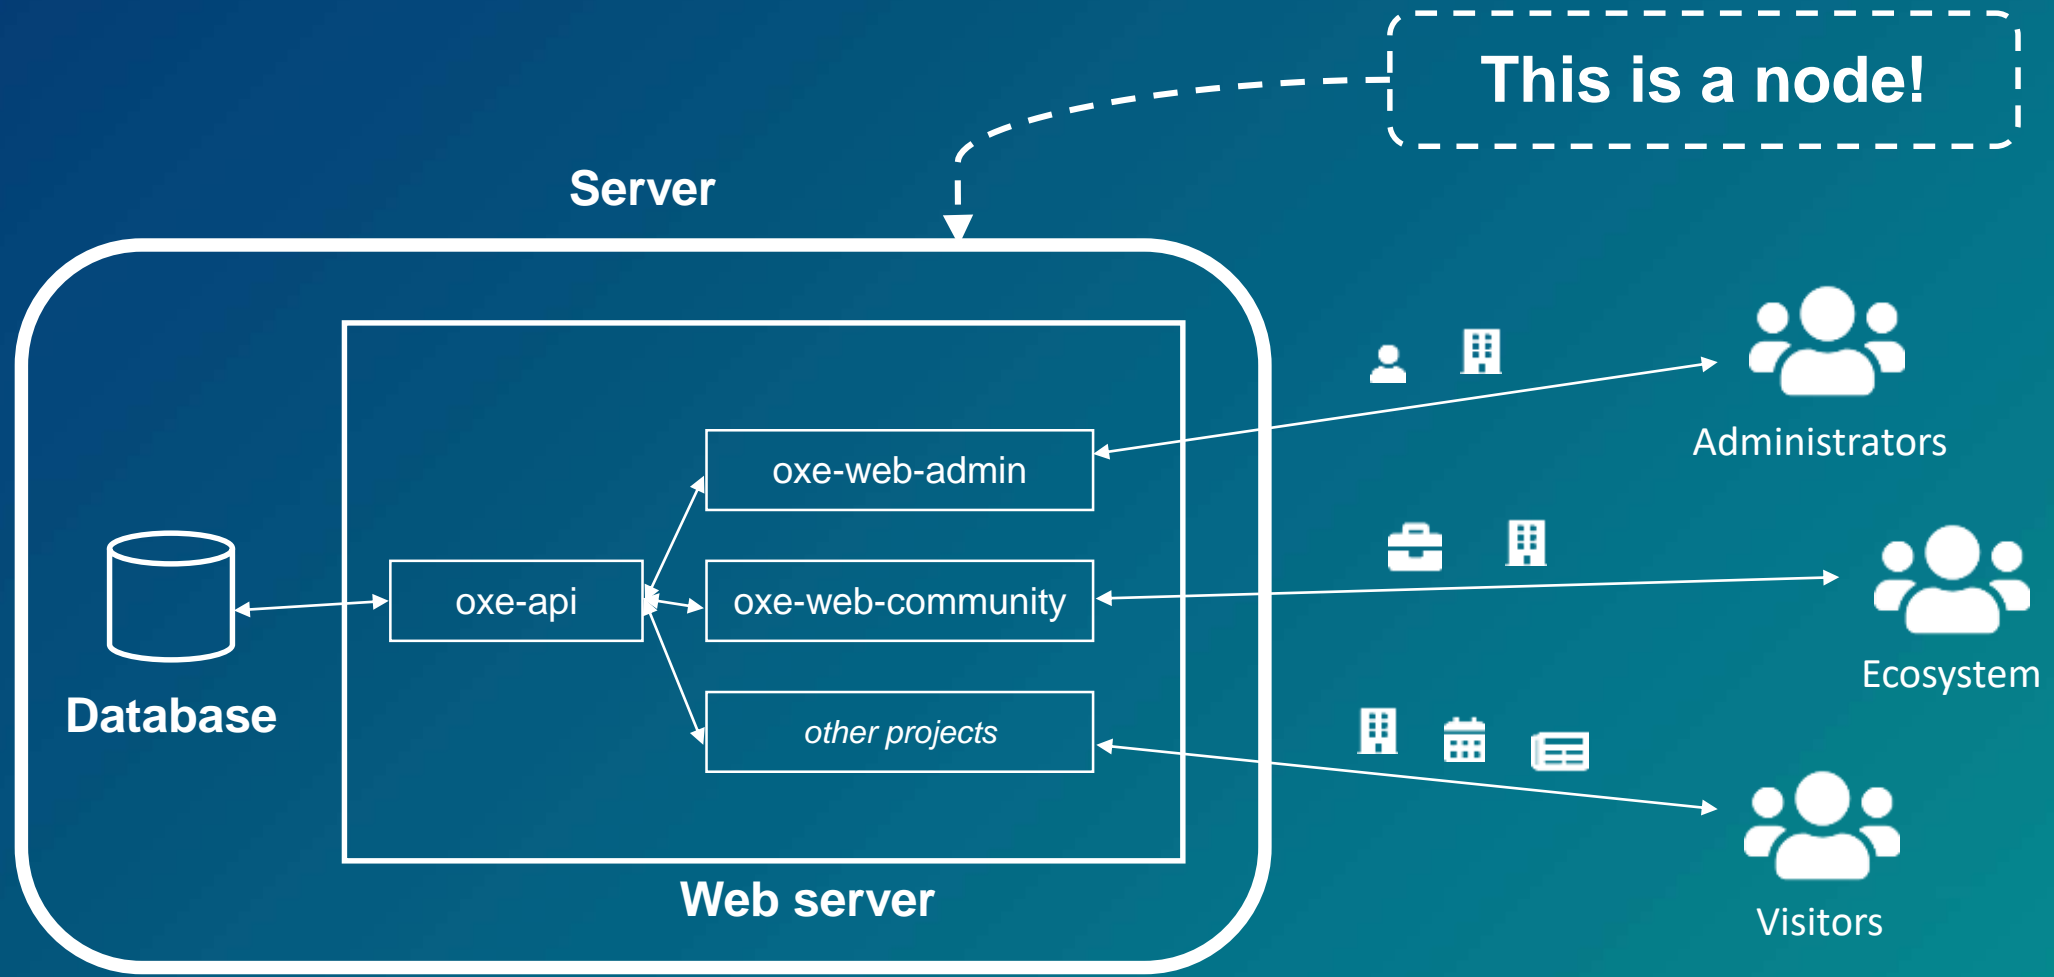 This is a node!
Server
oxe-web-admin
Administrators
oxe-api
oxe-web-community
Ecosystem
Database
other projects
Web server
Visitors